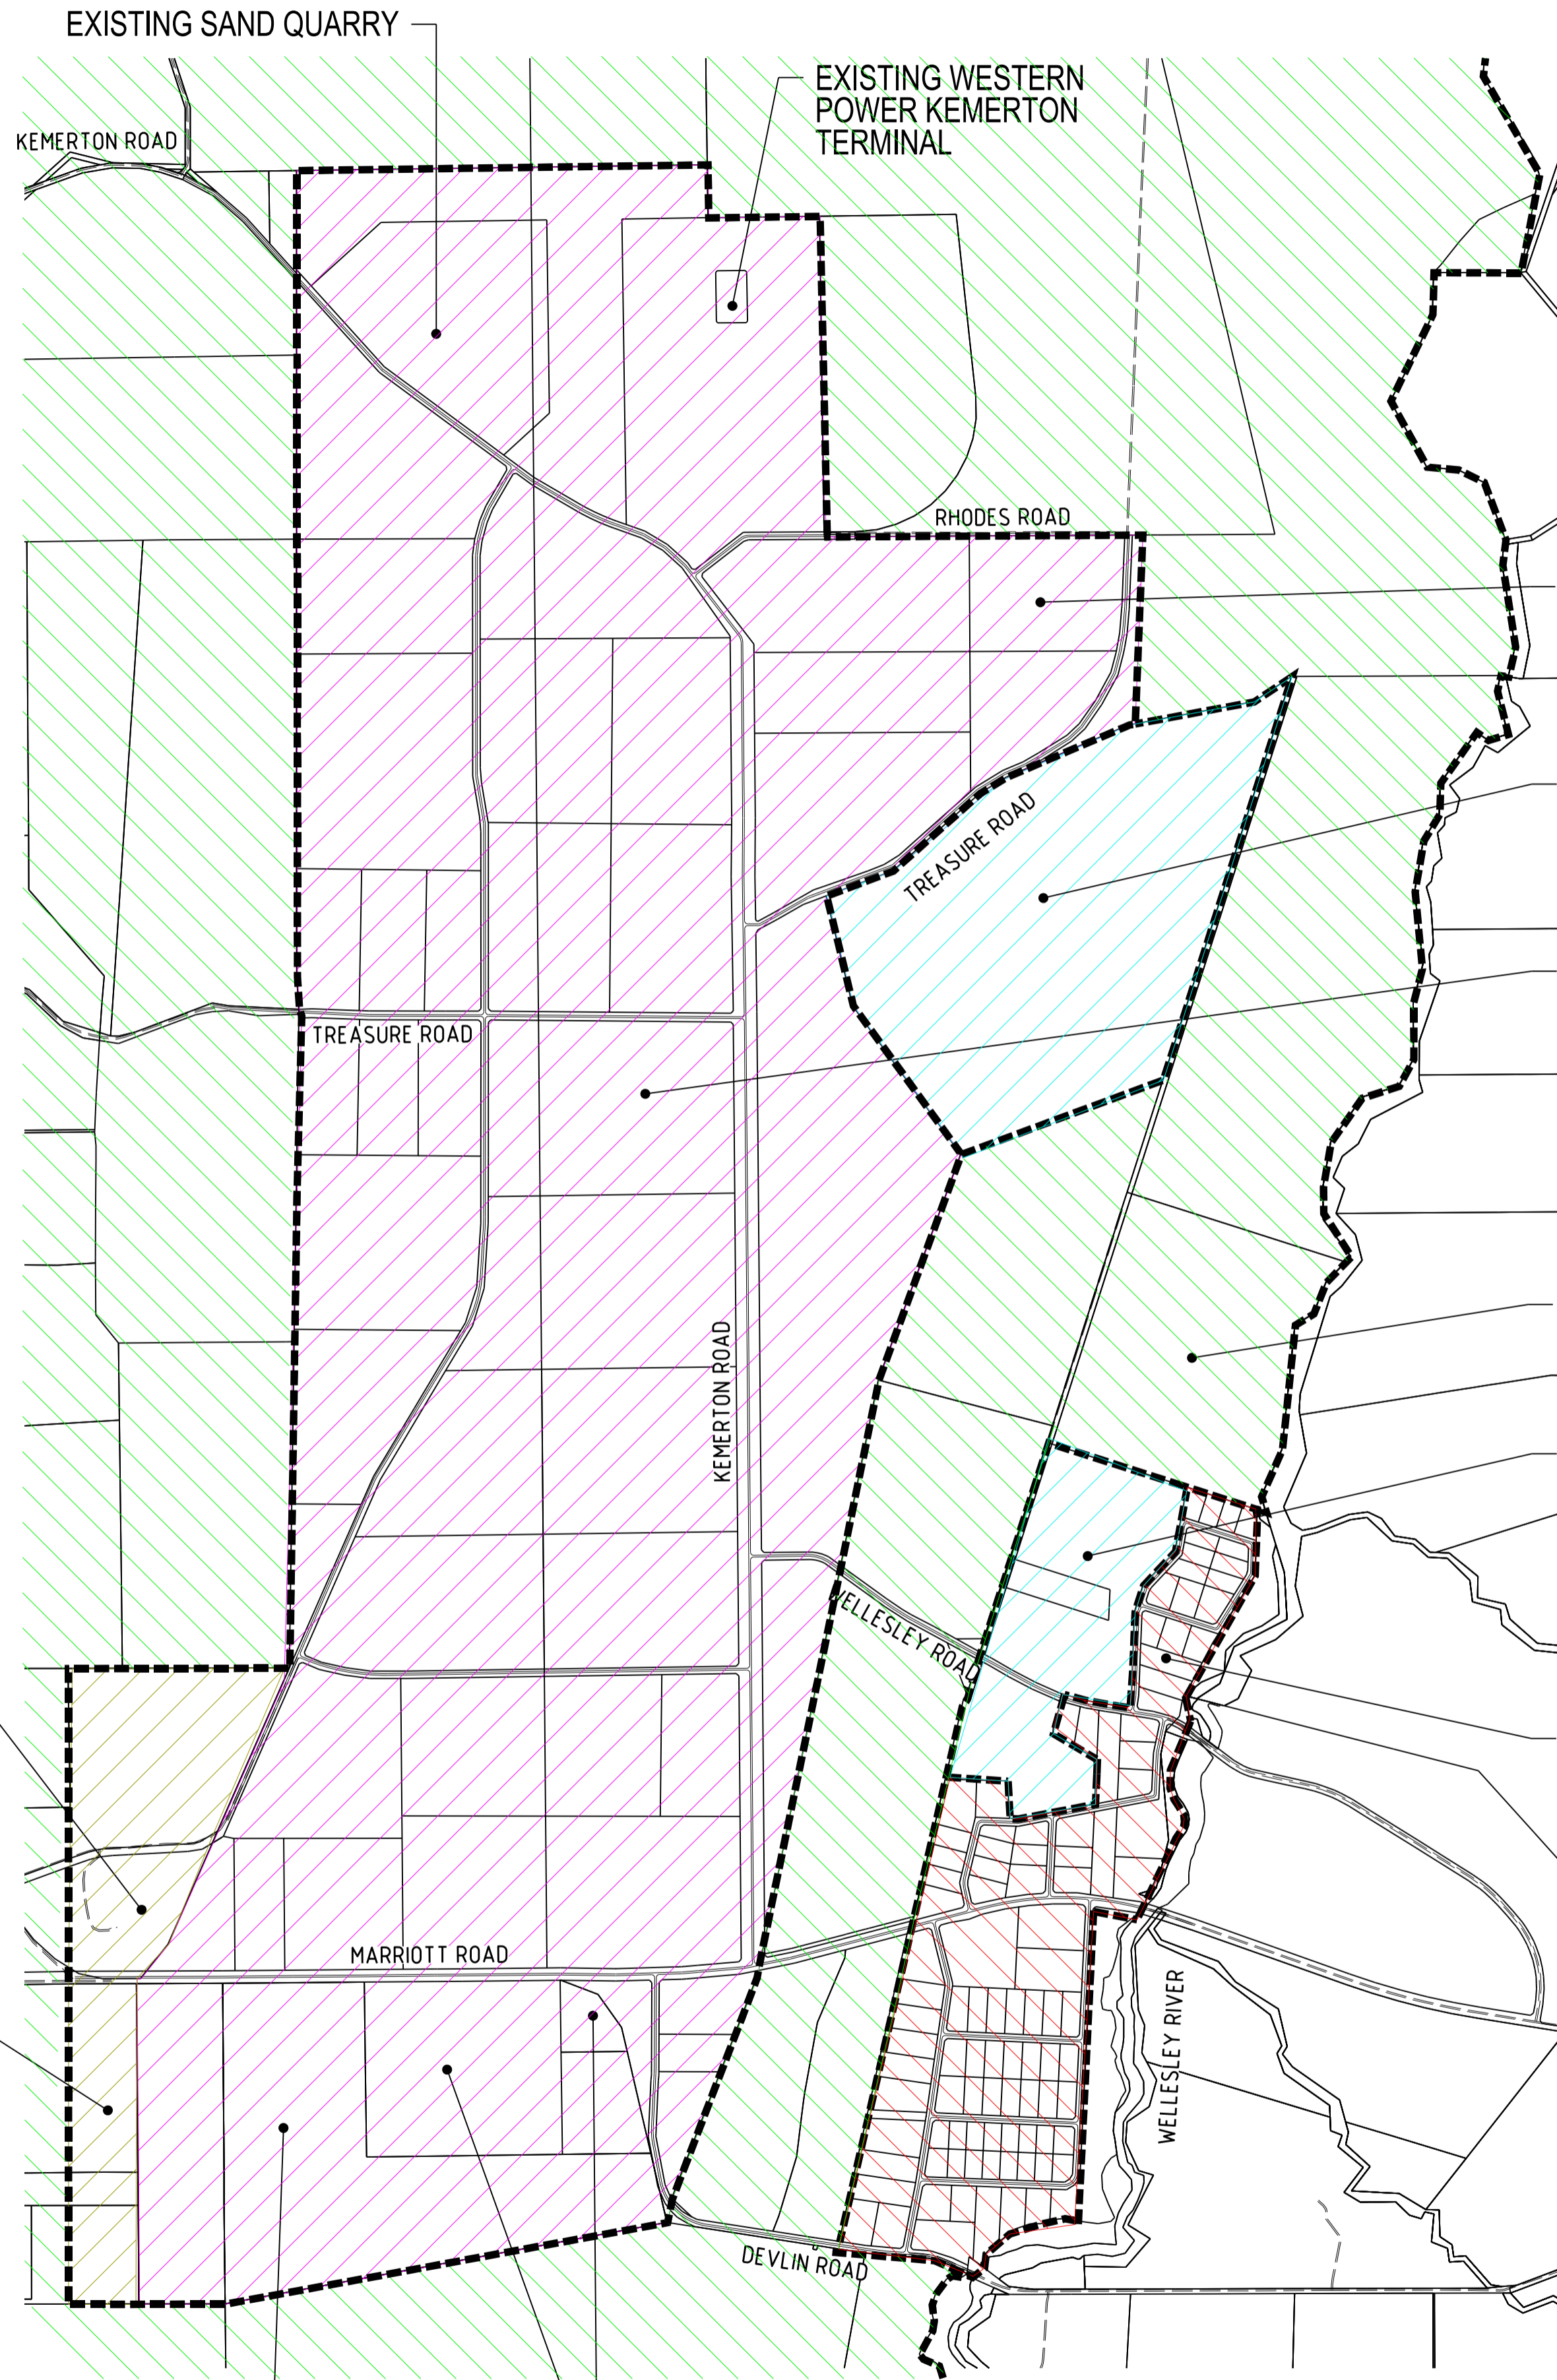 EXISTING SAND QUARRY
EXISTING WESTERN
POWER KEMERTON
TERMINAL
KEMERTON ROAD
RHODES ROAD
TREASURE ROAD
TREASURE ROAD
KEMERTON ROAD
WELLESLEY ROAD
MARRIOTT ROAD
WELLESLEY RIVER
DEVLIN ROAD